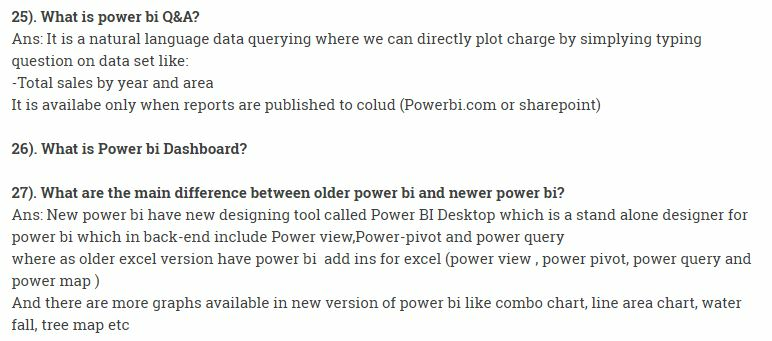 25). What is power bi Q&A?
Ans: It is a natural language data querying where we can directly plot charge by simplying typing
question on data set like:
-Total sales by year and area
It is availabe only when reports are published to colud (Powerbi.com or sharepoint)
26). What is Power bi Dashboard?
27). What are the main difference between older power bi and newer power bi?
Ans: New power bi have new designing tool called Power BI Desktop which is a stand alone designer for
power bi which in back-end include Power view,Power-pivot and power query
where as older excel version have power bi  add ins for excel (power view , power pivot, power query and
power map )
And there are more graphs available in new version of power bi like combo chart, line area chart, water
fall, tree map etc